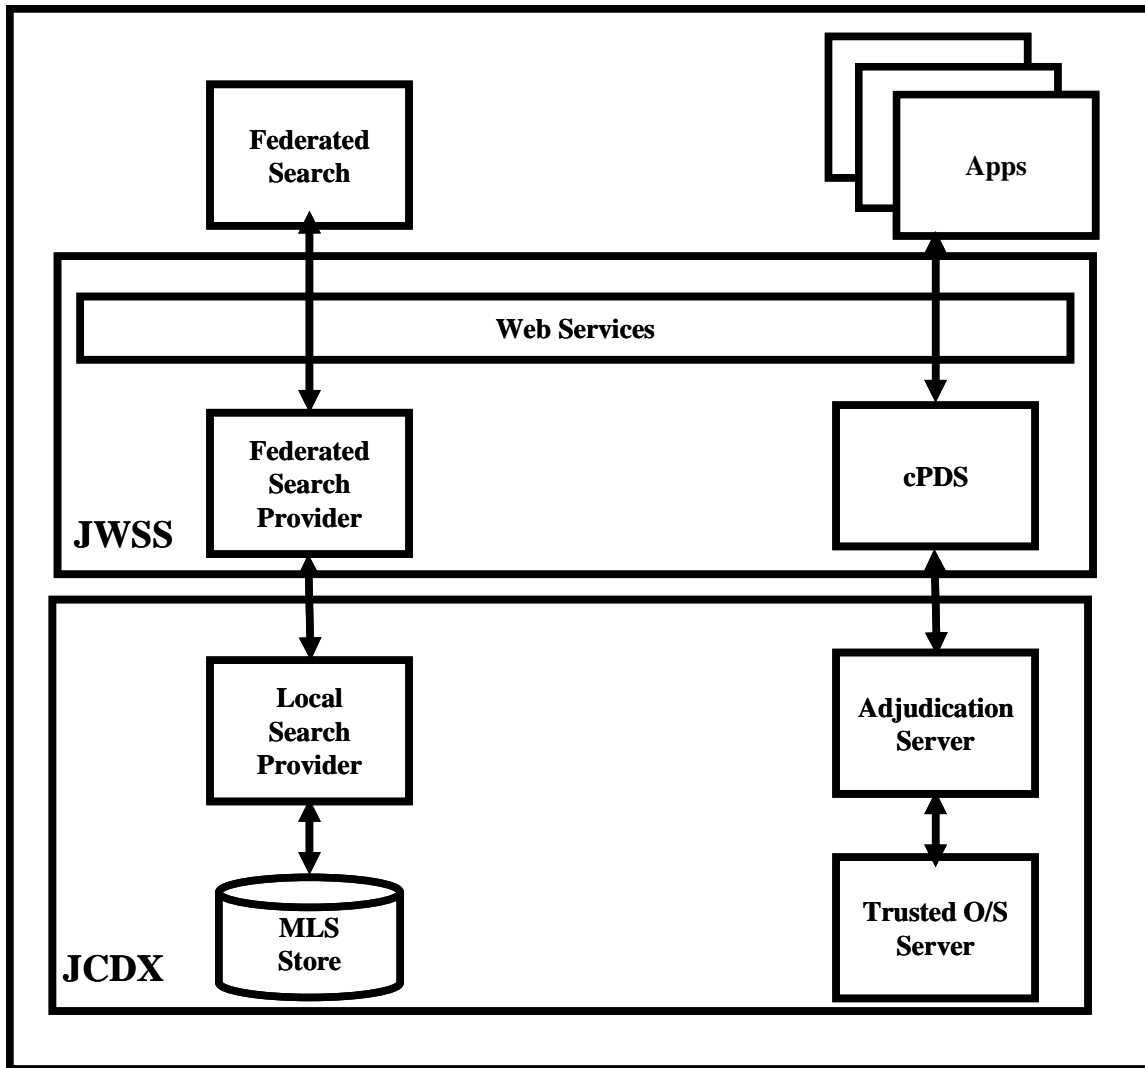 Federated
Search
Apps
Web Services
Federated
Search
Provider
cPDS
JWSS
Local
Search
Provider
Adjudication
Server
MLS
Store
Trusted O/S
Server
JCDX